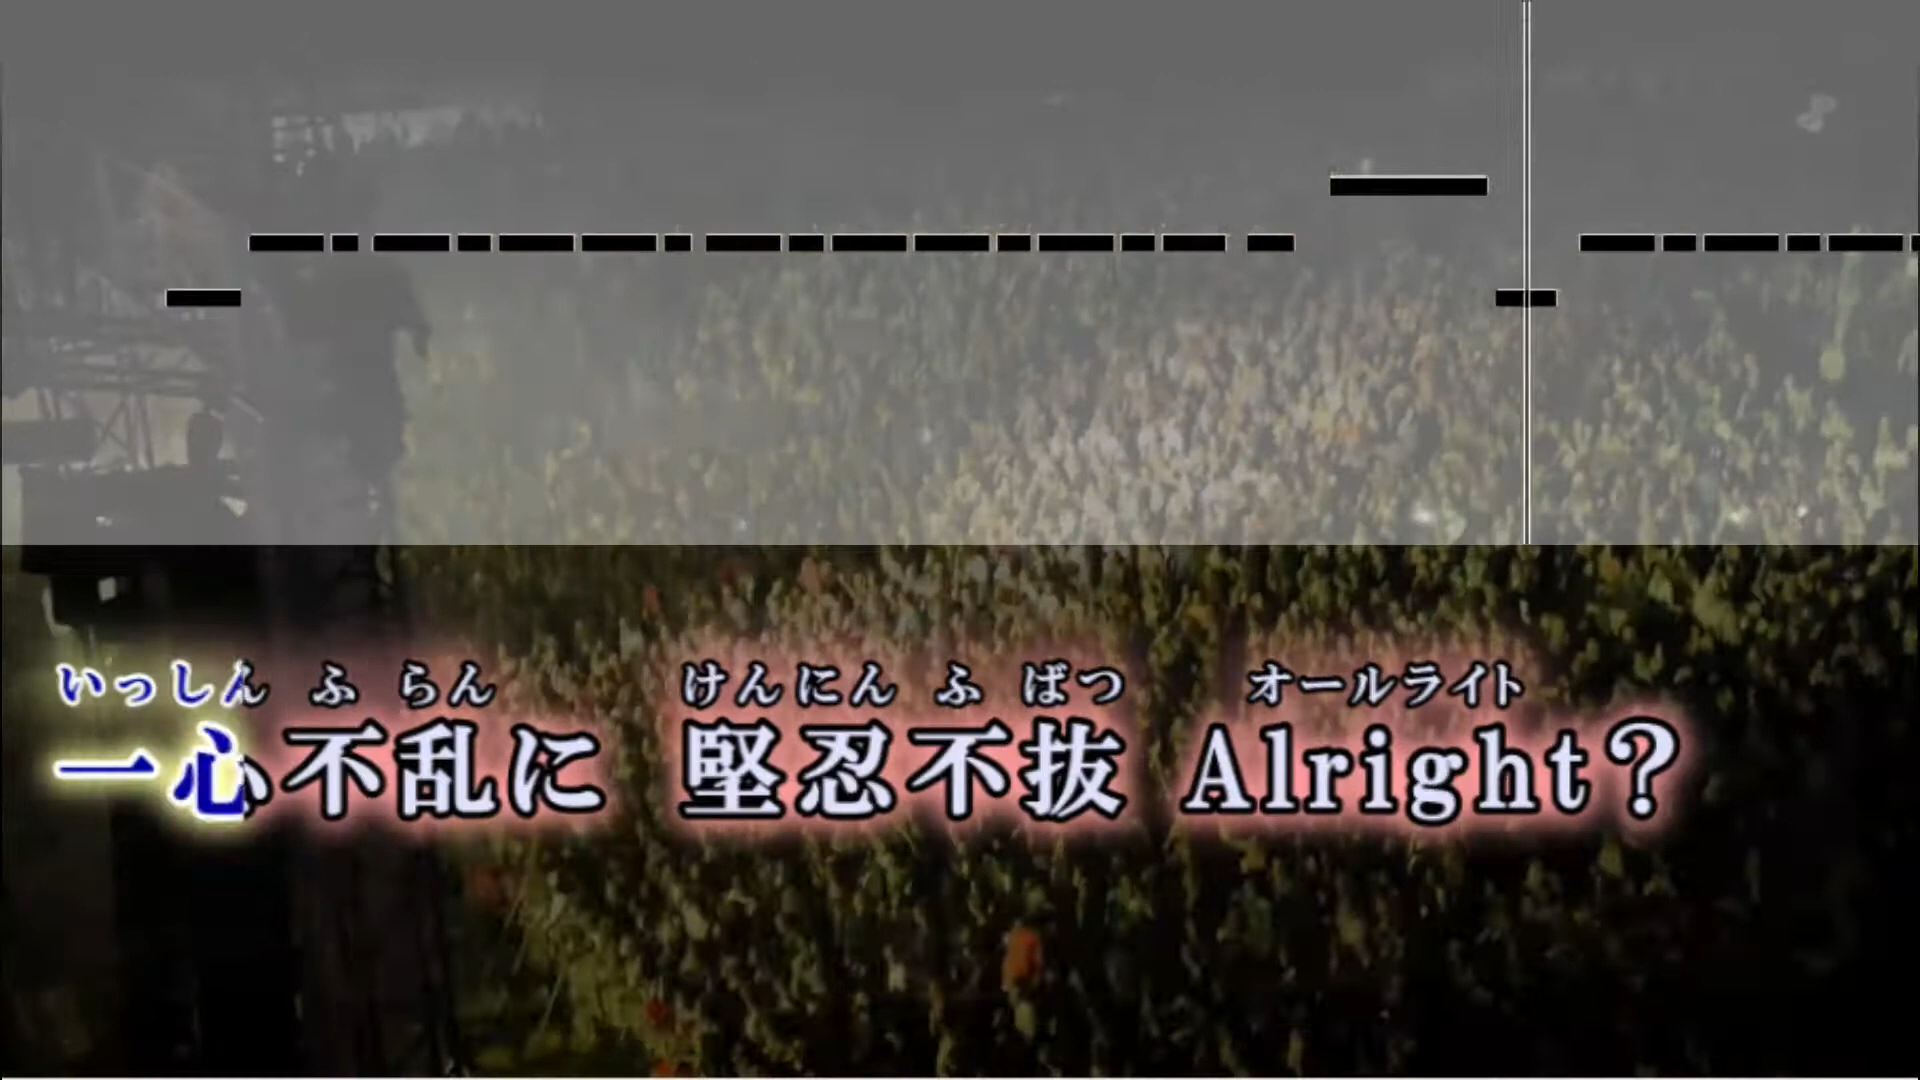 いっしん ふ らん けんにん ふ ばつ オールライト
一心不乱に 堅忍不抜 Alright？